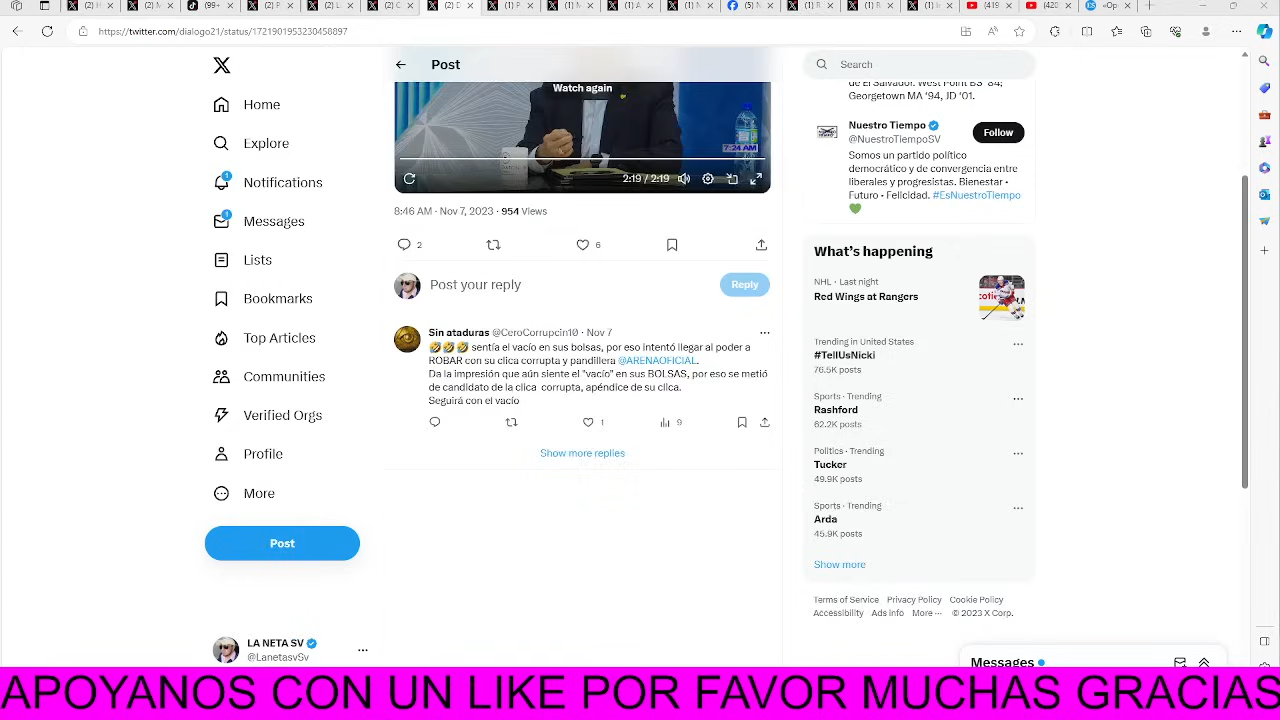 https://twitter.com/dialogo21/status/1721901953230458897
Home
Explore
1
Notifications
1
Messages
Lists
Bookmarks
Top Articles
Communities
Verified Orgs
Profile
More
Post
LA NETA SV
@LanetasvSv
Post
Watch again
7:24 AM
2:19 / 2:19
8:46 AM · Nov 7, 2023 · 954 Views
2
6
Post your reply
Reply
Sin ataduras @CeroCorrupcin10 · Nov 7
🤣🤣🤣 sentía el vacío en sus bolsas, por eso intentó llegar al poder a
ROBAR con su clica corrupta y pandillera @ARENAOFICIAL.
Da la impresión que aún siente el "vacío" en sus BOLSAS, por eso se metió
de candidato de la clica corrupta, apéndice de su clica.
Seguirá con el vacío
1
9
Show more replies
Search
de El Salvador. West Point BS '84;
Georgetown MA '94, JD '01.
Nuestro Tiempo
@NuestroTiempoSV
Follow
Somos un partido político
democrático y de convergencia entre
liberales y progresistas. Bienestar •
Futuro • Felicidad. #EsNuestroTiempo
💚
What's happening
NHL · Last night
Red Wings at Rangers
Trending in United States
#TellUsNicki
76.5K posts
Sports · Trending
Rashford
62.2K posts
Politics · Trending
Tucker
49.9K posts
Sports · Trending
Arda
45.9K posts
Show more
Terms of Service Privacy Policy Cookie Policy
Accessibility Ads info More ··· © 2023 X Corp.
Messages
APOYANOS CON UN LIKE POR FAVOR MUCHAS GRACIAS